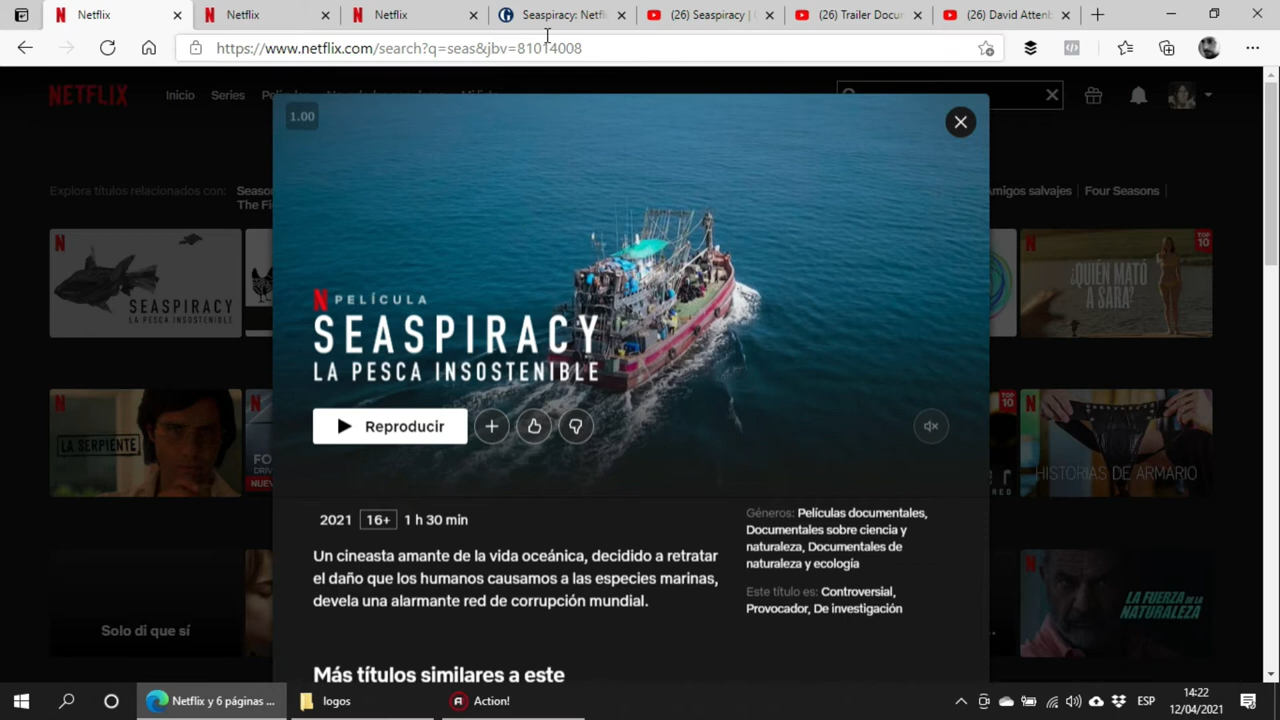 Netflix
Netflix
Netflix
Seaspiracy: Netfl
(26) Seaspiracy |
(26) Trailer Docu
(26) David Attenb
https://www.netflix.com/search?q=seas&jbv=81014008
NETFLIX
Inicio
Series
1.00
Explora títulos relacionados con:
Amigos salvajes
Four Seasons
SEASPIRACY
LA PESCA INSOSTENIBLE
TOP
10
¿QUIÉN MATÓ
A SARA?
N PELÍCULA
SEASPIRACY
LA PESCA INSOSTENIBLE
Reproducir
LA SERPIENTE
TOP
10
HISTORIAS DE ARMARIO
2021
16+
1 h 30 min
Un cineasta amante de la vida oceánica, decidido a retratar
el daño que los humanos causamos a las especies marinas,
devela una alarmante red de corrupción mundial.
Géneros: Películas documentales,
Documentales sobre ciencia y
naturaleza, Documentales de
naturaleza y ecología
Este título es: Controversial,
Provocador, De investigación
Solo di que sí
LA FUERZA DE LA
NATURALEZA
Más títulos similares a este
Netflix y 6 páginas ...
logos
Action!
ESP
14:22
12/04/2021